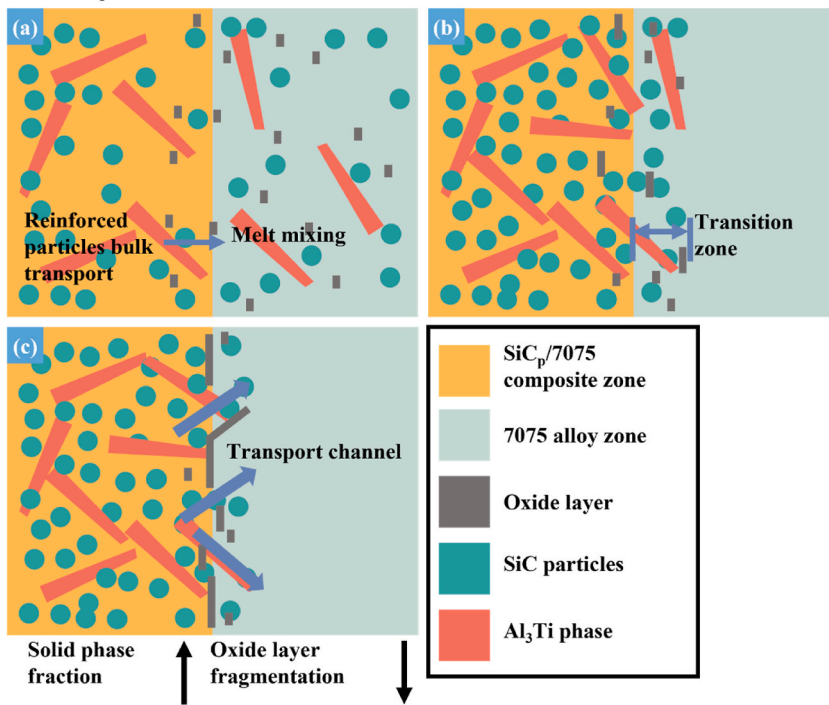 (a)
Reinforced
particles bulk
transport
Melt mixing
(b)
Transition
zone
(c)
Transport channel
Solid phase
fraction
Oxide layer
fragmentation
SiCp/7075
composite zone
7075 alloy zone
Oxide layer
SiC particles
Al3Ti phase